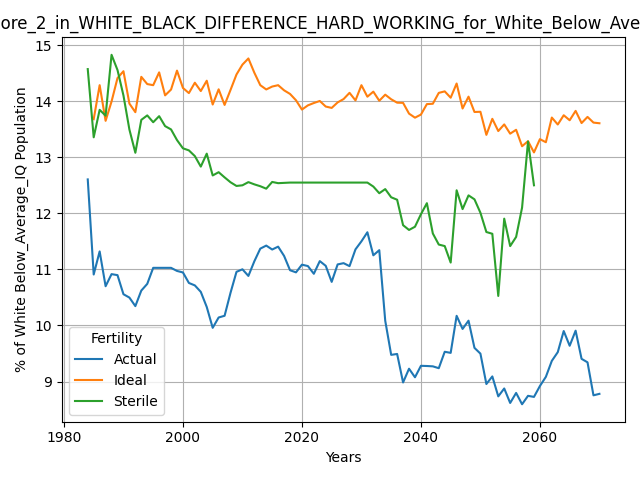 ore_2_in_WHITE_BLACK_DIFFERENCE_HARD_WORKING_for_White_Below_Ave
15
14
13
12
11
10
9
% of White Below_Average_IQ Population
Fertility
Actual
Ideal
Sterile
1980
2000
2020
2040
2060
Years